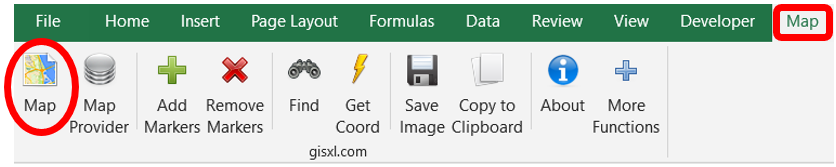 File Home Insert Page Layout Formulas Data Review View Developer Map
Map Map Add Remove Find Get Save Copy to About More
Provider Markers Markers Coord Image Clipboard Functions
gisxl.com